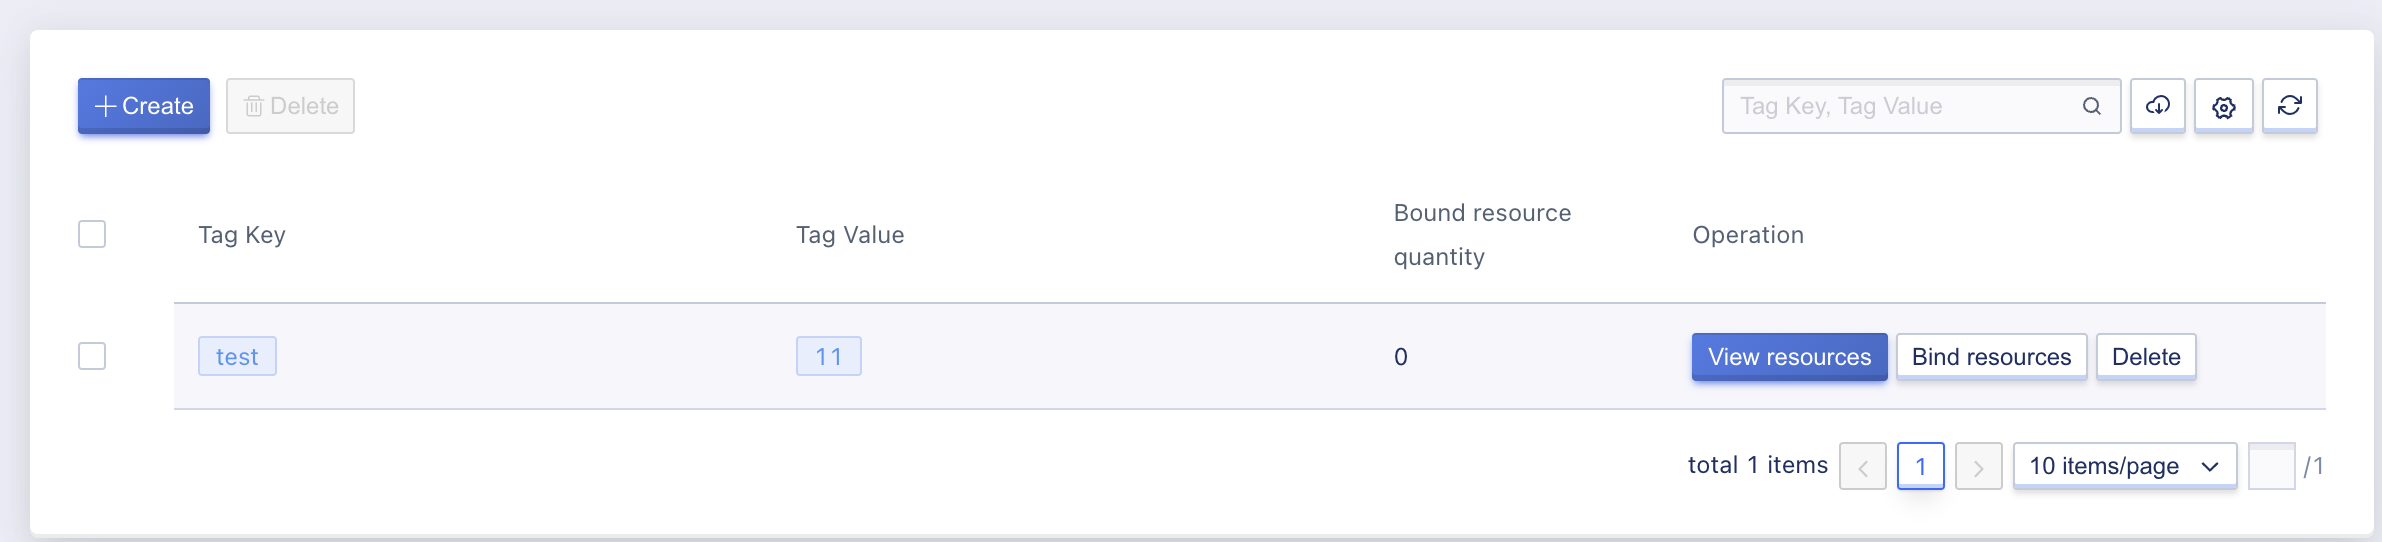 Create Delete Tag Key, Tag Value
Tag Key Tag Value Bound resource quantity Operation
test 11 0 View resources Bind resources Delete
total 1 items 1 10 items/page /1